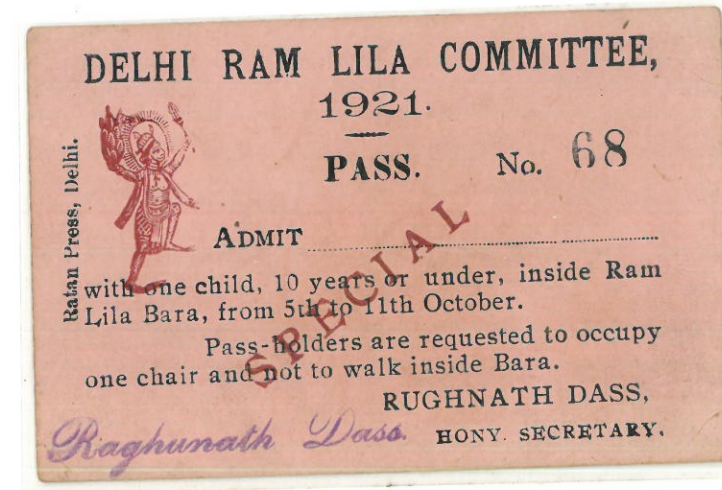 DELHI RAM LILA COMMITTEE,
1921.
PASS. No. 68
Ratan Press, Delhi.
ADMIT
SPECIAL
with one child, 10 years or under, inside Ram
Lila Bara, from 5th to 11th October.
Pass-holders are requested to occupy
one chair and not to walk inside Bara.
RUGHNATH DASS,
HONY. SECRETARY.
Raghunath Dass.